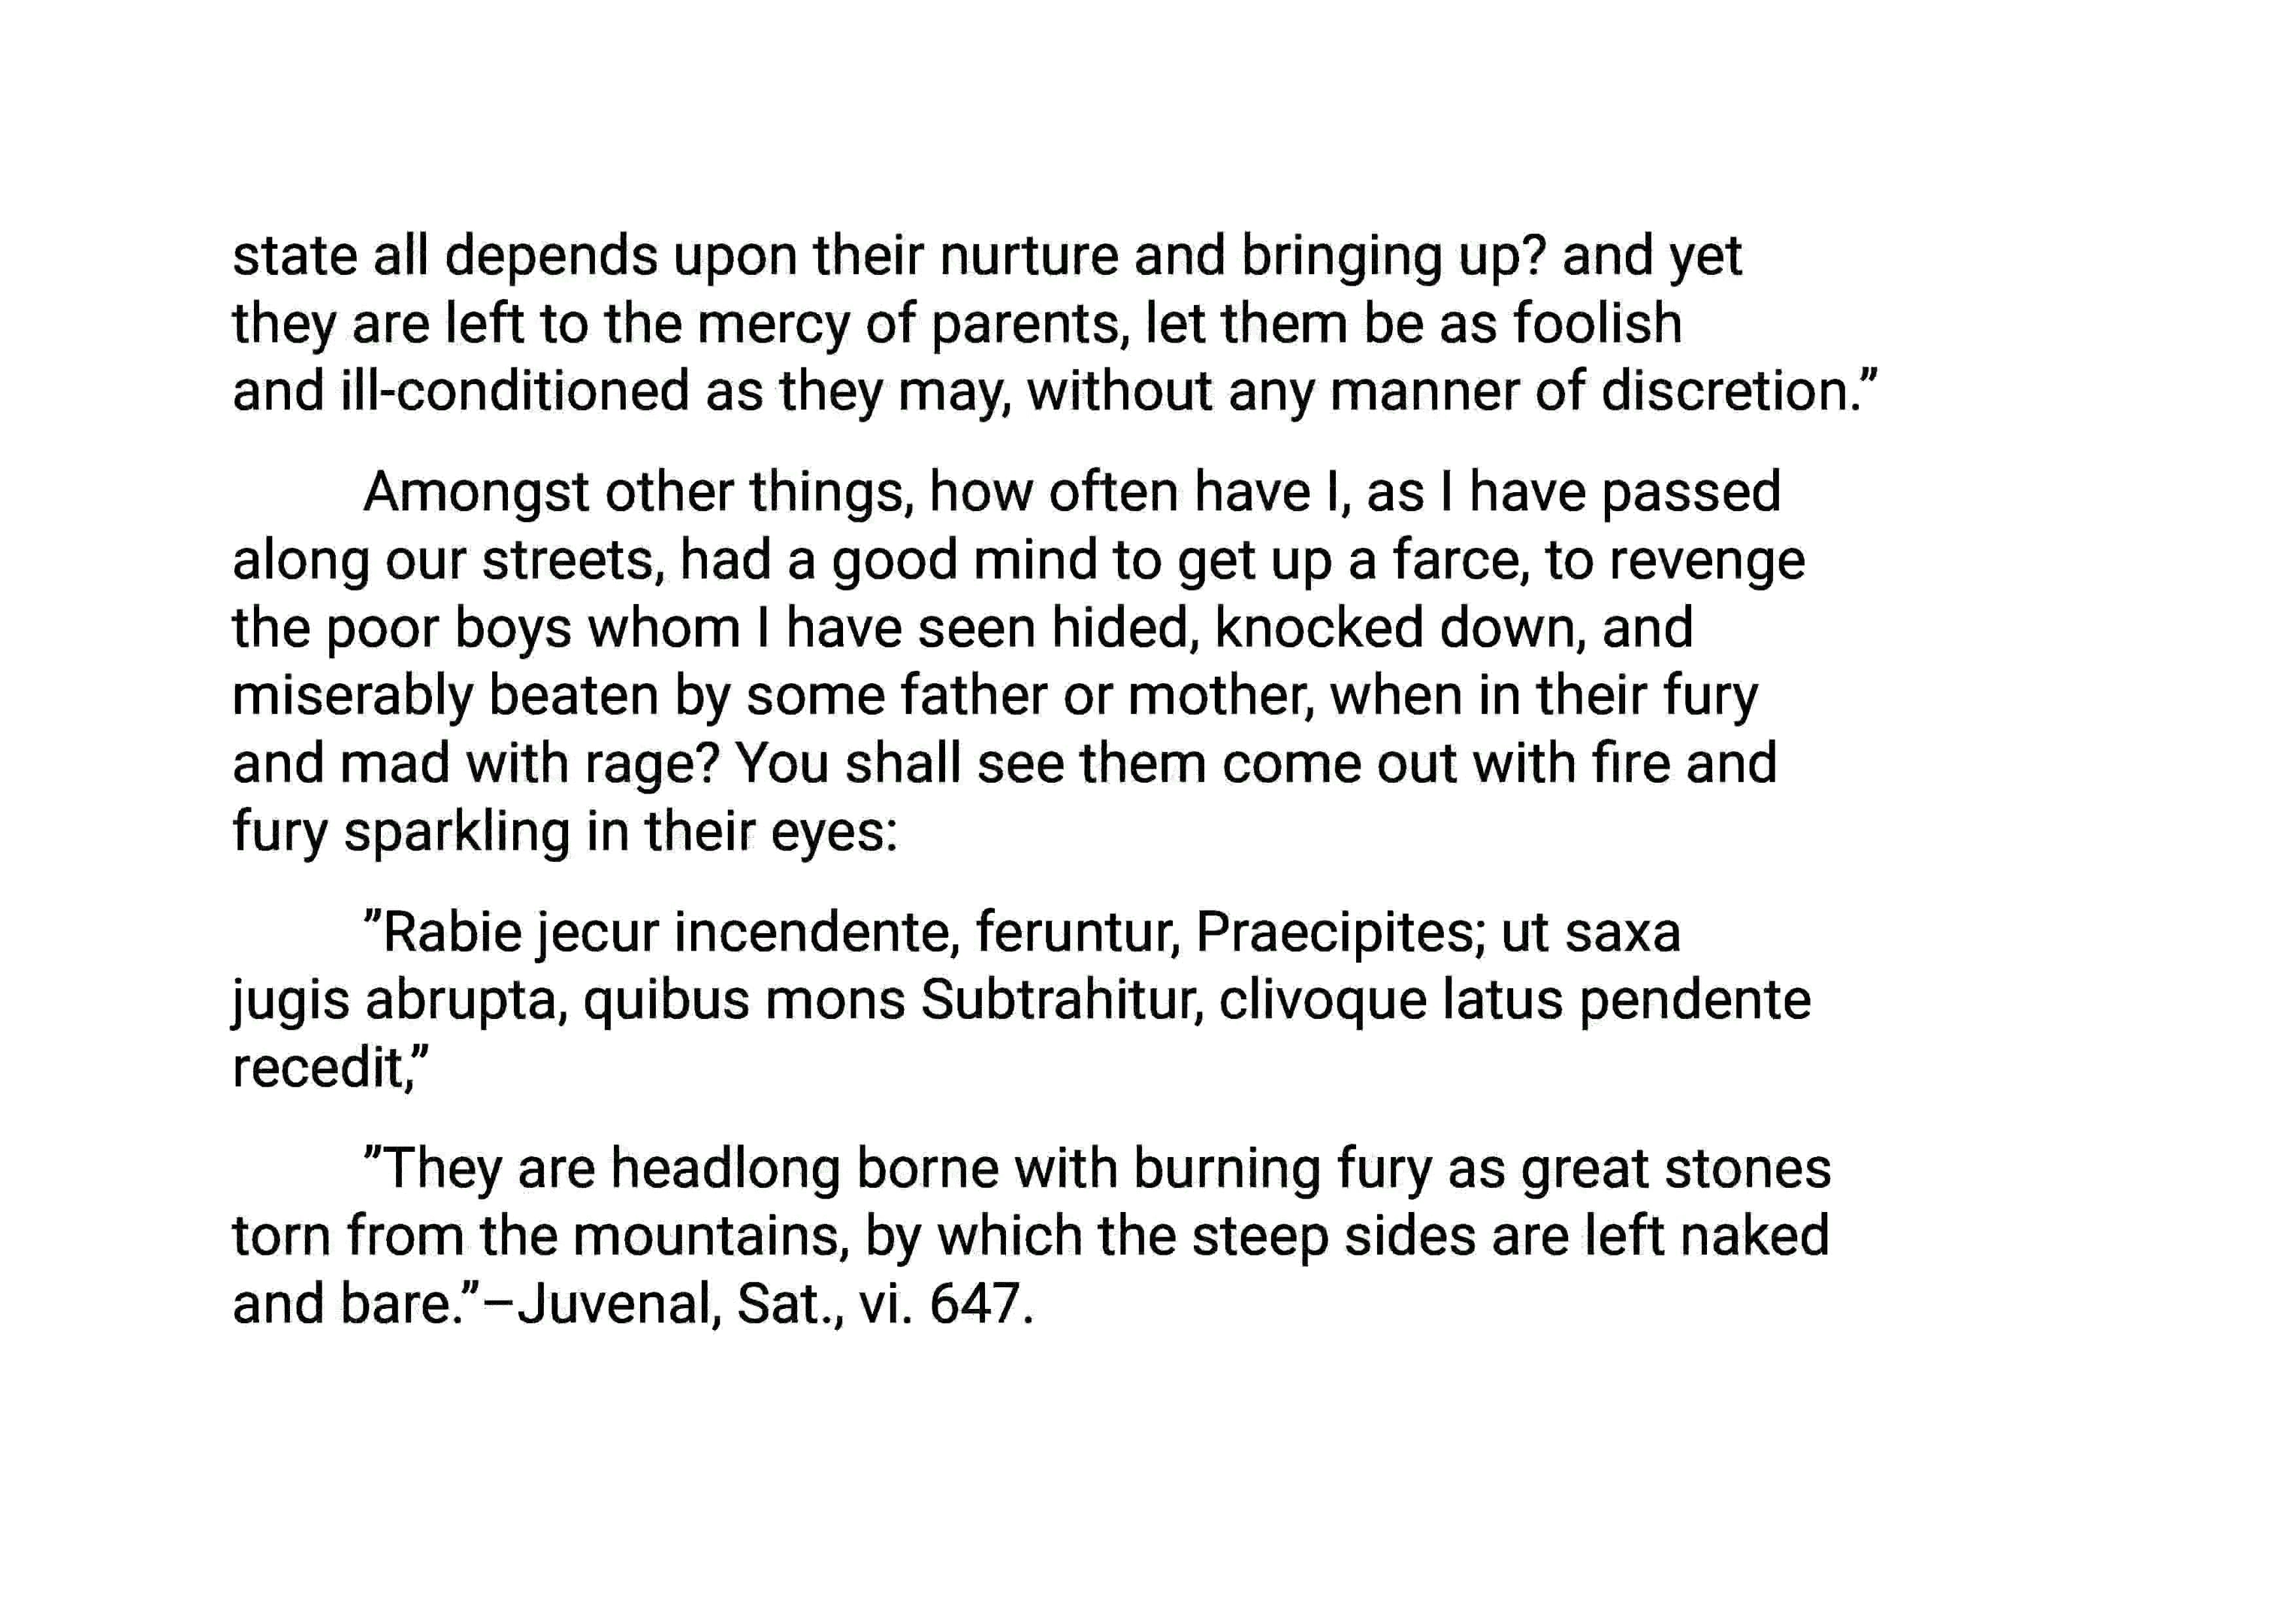 state all depends upon their nurture and bringing up? and yet
they are left to the mercy of parents, let them be as foolish
and ill-conditioned as they may, without any manner of discretion.”
Amongst other things, how often have I, as I have passed
along our streets, had a good mind to get up a farce, to revenge
the poor boys whom I have seen hided, knocked down, and
miserably beaten by some father or mother, when in their fury
and mad with rage? You shall see them come out with fire and
fury sparkling in their eyes:
”Rabie jecur incendente, feruntur, Praecipites; ut saxa
jugis abrupta, quibus mons Subtrahitur, clivoque latus pendente
recedit,”
”They are headlong borne with burning fury as great stones
torn from the mountains, by which the steep sides are left naked
and bare.”–Juvenal, Sat., vi. 647.